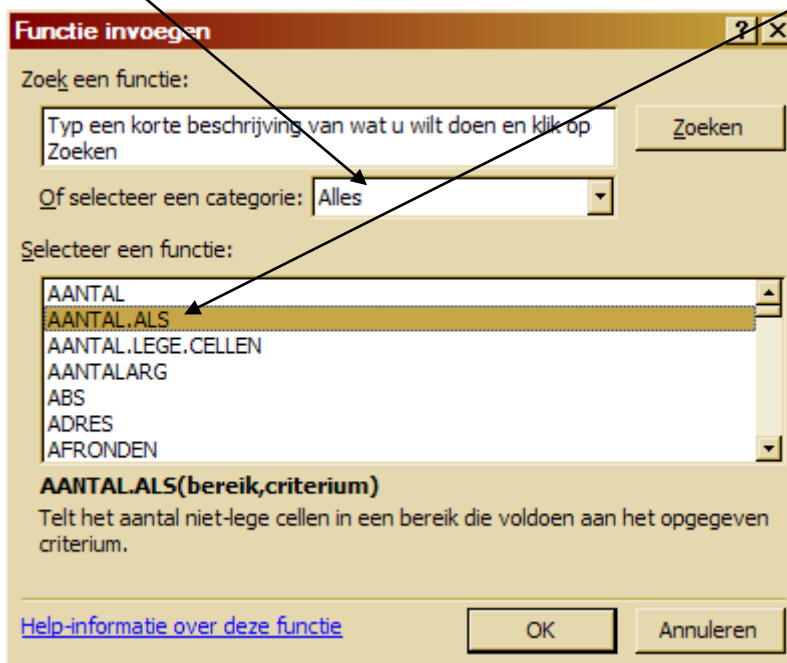 Functie invoegen
Zoek een functie:
Typ een korte beschrijving van wat u wilt doen en klik op
Zoeken
Zoeken
Of selecteer een categorie: Alles
Selecteer een functie:
AANTAL
AANTAL.ALS
AANTAL.LEGE.CELLEN
AANTALARG
ABS
ADRES
AFRONDEN
AANTAL.ALS(bereik,criterium)
Telt het aantal niet-lege cellen in een bereik die voldoen aan het opgegeven
criterium.
Help-informatie over deze functie
OK
Annuleren